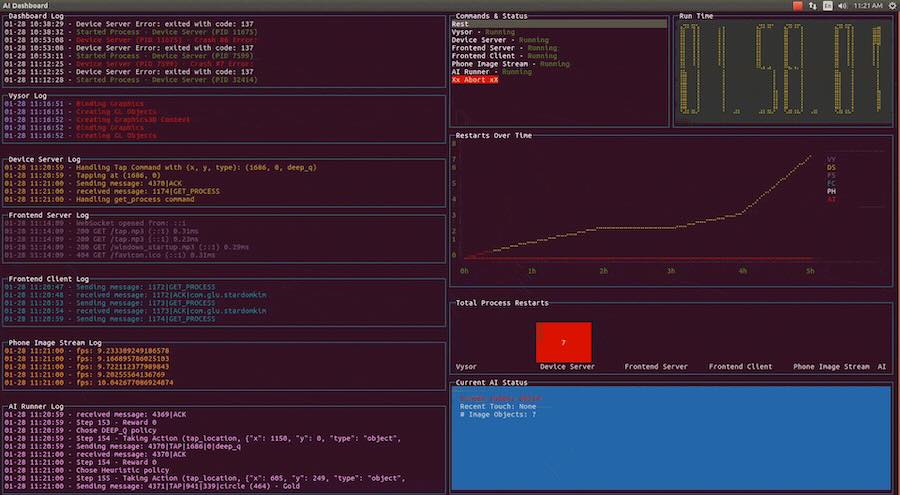 AI Dashboard
En
11:21 AM
Dashboard Log
01-28 10:38:29 - Device Server Error: exited with code: 137
01-28 10:38:32 - Started Process - Device Server (PID 11675)
01-28 10:53:08 - Device Server (PID 11675) - Crash #6 Error
01-28 10:53:08 - Device Server Error: exited with code: 137
01-28 10:53:11 - Started Process - Device Server (PID 7599)
01-28 11:12:25 - Device Server (PID 7599) - Crash #7 Error
01-28 11:12:25 - Device Server Error: exited with code: 137
01-28 11:12:28 - Started Process - Device Server (PID 32414)
Vysor Log
01-28 11:16:51 - Binding Graphics
01-28 11:16:51 - Creating GL Objects
01-28 11:16:52 - Creating Graphics3D Context
01-28 11:16:52 - Binding Graphics
01-28 11:16:52 - Creating GL Objects
Device Server Log
01-28 11:20:59 - Handling Tap Command with (x, y, type): (1686, 0, deep_q)
01-28 11:20:59 - Tapping at (1686, 0)
01-28 11:21:00 - Sending message: 4370|ACK
01-28 11:21:00 - received message: 1174|GET_PROCESS
01-28 11:21:00 - Handling get_process command
Frontend Server Log
01-28 11:14:09 - WebSocket opened from: ::1
01-28 11:14:09 - 200 GET /tap.mp3 (::1) 0.31ms
01-28 11:14:09 - 200 GET /tap.mp3 (::1) 0.23ms
01-28 11:14:09 - 200 GET /windows_startup.mp3 (::1) 0.29ms
01-28 11:14:09 - 404 GET /favicon.ico (::1) 0.31ms
Frontend Client Log
01-28 11:20:47 - Sending message: 1172|GET_PROCESS
01-28 11:20:48 - received message: 1172|ACK|com.glu.stardomkim
01-28 11:20:53 - Sending message: 1173|GET_PROCESS
01-28 11:20:54 - received message: 1173|ACK|com.glu.stardomkim
01-28 11:20:59 - Sending message: 1174|GET_PROCESS
Phone Image Stream Log
01-28 11:21:00 - fps: 9.233389249186578
01-28 11:21:00 - fps: 9.166895786025103
01-28 11:21:00 - fps: 9.722112377989843
01-28 11:21:00 - fps: 9.20255564136769
01-28 11:21:00 - fps: 10.042677086924874
AI Runner Log
01-28 11:20:59 - received message: 4369|ACK
01-28 11:20:59 - Step 153 - Reward 0
01-28 11:20:59 - Chose DEEP_Q policy
01-28 11:20:59 - Step 154 - Taking Action (tap_location, {"x": 1150, "y": 0, "type": "object",
01-28 11:20:59 - Sending message: 4370|TAP|1686|0|deep_q
01-28 11:21:00 - received message: 4370|ACK
01-28 11:21:00 - Step 154 - Reward 0
01-28 11:21:00 - Chose Heuristic policy
01-28 11:21:00 - Step 155 - Taking Action (tap_location, {"x": 605, "y": 249, "type": "object",
01-28 11:21:00 - Sending message: 4371|TAP|941|339|circle (464) - Gold
Commands & Status
Rest
Vysor - Running
Device Server - Running
Frontend Server - Running
Frontend Client - Running
Phone Image Stream - Running
AI Runner - Running
Xx Abort xX
Run Time
Restarts Over Time
8
7
6
5
4
3
2
1
0
0h 1h 2h 3h 4h 5h
VY
DS
FS
FC
PH
AI
Total Process Restarts
7
Vysor Device Server Frontend Server Frontend Client Phone Image Stream AI
Current AI Status
Recent Touch: None
# Image Objects: 7